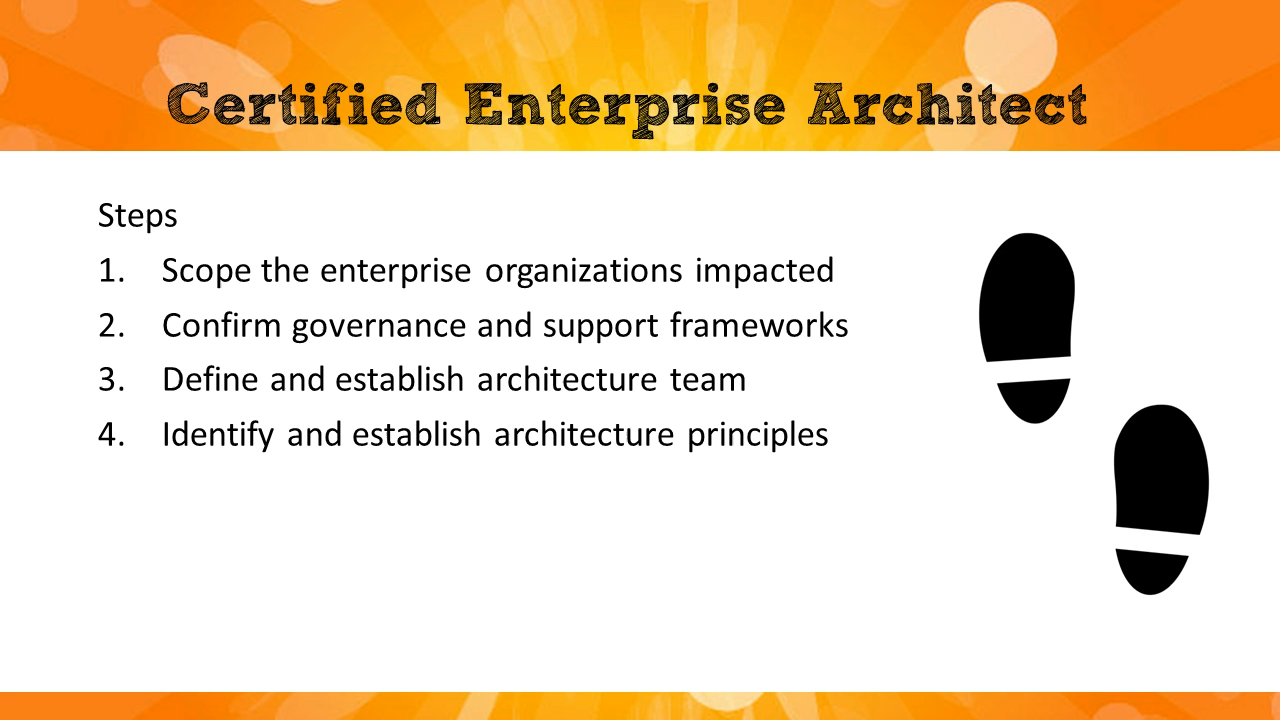 Certified Enterprise Architect
Steps
1. Scope the enterprise organizations impacted
2. Confirm governance and support frameworks
3. Define and establish architecture team
4. Identify and establish architecture principles